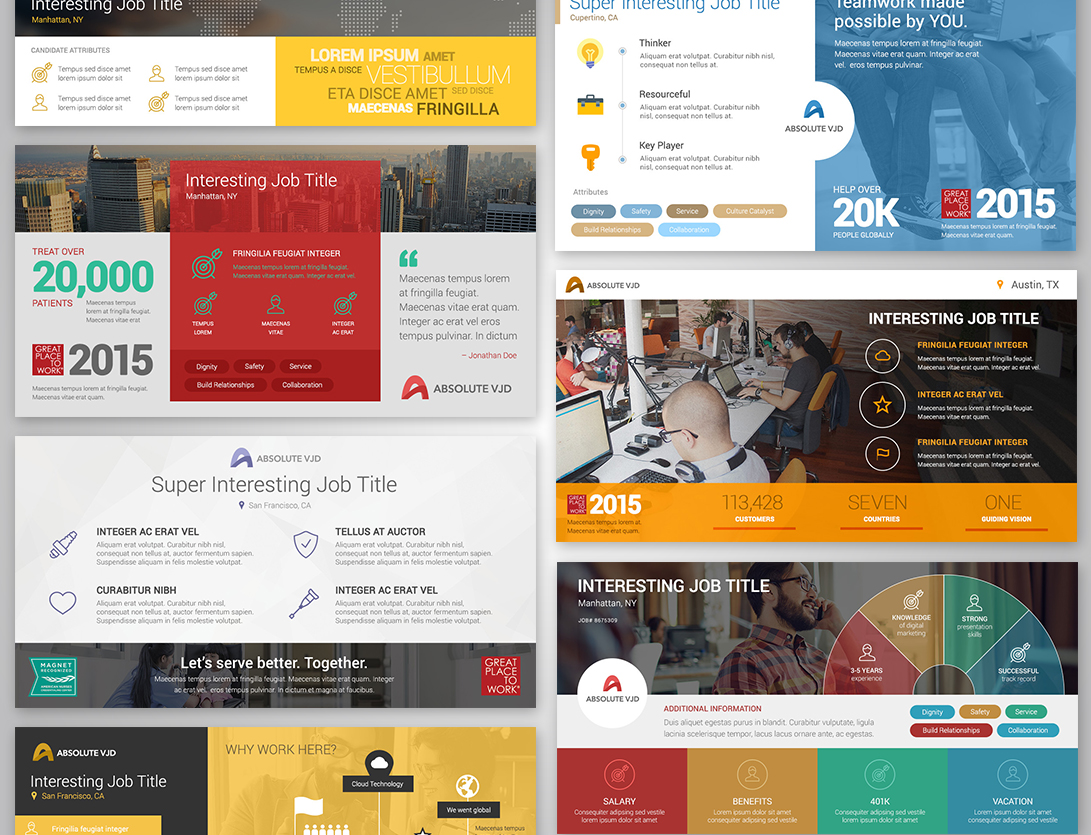 Interesting Job Title
Manhattan, NY
CANDIDATE ATTRIBUTES
Tempus sed disce amet
lorem ipsum dolor sit
Tempus sed disce amet
lorem ipsum dolor sit
Tempus sed disce amet
lorem ipsum dolor sit
Tempus sed disce amet
lorem ipsum dolor sit
LOREM IPSUM AMET
TEMPUS A DISCE VESTIBULLUM
ETA DISCE AMET SED DISCE
MAECENAS FRINGILLA
Interesting Job Title
Manhattan, NY
TREAT OVER
20,000
PATIENTS
Maecenas tempus
lorem at fringilla feugiat.
Maecenas vitae erat
GREAT
PLACE
TO
WORK®
2015
Maecenas tempus lorem at fringilla feugiat.
Maecenas vitae erat quam.
FRINGILIA FEUGIAT INTEGER
Maecenas tempus lorem at fringilla feugiat.
Maecenas vitae erat quam. Integer ac erat vel.
TEMPUS
LOREM
MAECENAS
VITAE
INTEGER
AC ERAT
Dignity
Safety
Service
Build Relationships
Collaboration
“
Maecenas tempus lorem
at fringilla feugiat.
Maecenas vitae erat quam.
Integer ac erat vel eros
tempus pulvinar. In dictum
– Jonathan Doe
ABSOLUTE VJD
ABSOLUTE VJD
Super Interesting Job Title
San Francisco, CA
INTEGER AC ERAT VEL
Aliquam erat volutpat. Curabitur nibh nisl,
consequat non tellus at, auctor fermentum sapien.
Suspendisse aliquam in felis molestie volutpat.
TELLUS AT AUCTOR
Aliquam erat volutpat. Curabitur nibh nisl,
consequat non tellus at, auctor fermentum sapien.
Suspendisse aliquam in felis molestie volutpat.
CURABITUR NIBH
Aliquam erat volutpat. Curabitur nibh nisl,
consequat non tellus at, auctor fermentum sapien.
Suspendisse aliquam in felis molestie volutpat.
INTEGER AC ERAT VEL
Aliquam erat volutpat. Curabitur nibh nisl,
consequat non tellus at, auctor fermentum sapien.
Suspendisse aliquam in felis molestie volutpat.
MAGNET
RECOGNIZED
Let's serve better. Together.
Maecenas tempus lorem at fringilla feugiat. Maecenas vitae erat quam. Integer
ac erat vel. eros tempus pulvinar. In dictum et magna at faucibus.
GREAT
PLACE
TO
WORK®
ABSOLUTE VJD
Interesting Job Title
San Francisco, CA
Fringilia feugiat integer
WHY WORK HERE?
Cloud Technology
We went global
Maecenas tempus
Super Interesting Job Title
Cupertino, CA
Thinker
Aliquam erat volutpat. Curabitur nibh nisl,
consequat non tellus at.
Resourceful
Aliquam erat volutpat. Curabitur nibh
nisl, consequat non tellus at.
Key Player
Aliquam erat volutpat. Curabitur nibh
nisl, consequat non tellus at.
Attributes
Dignity
Safety
Service
Culture Catalyst
Build Relationships
Collaboration
ABSOLUTE VJD
Teamwork made
possible by YOU.
Maecenas tempus lorem at fringilla feugiat.
Maecenas vitae erat quam. Integer ac erat
vel. eros tempus pulvinar.
HELP OVER
20K
PEOPLE GLOBALLY
GREAT
PLACE
TO
WORK®
2015
Maecenas tempus lorem at fringilla feugiat.
Maecenas vitae erat quam.
ABSOLUTE VJD
Austin, TX
INTERESTING JOB TITLE
FRINGILIA FEUGIAT INTEGER
Maecenas tempus lorem at fringilla feugiat.
Maecenas vitae erat quam. Integer ac erat vel.
INTEGER AC ERAT VEL
Maecenas tempus lorem at fringilla feugiat.
Maecenas vitae erat quam.
FRINGILIA FEUGIAT INTEGER
Maecenas tempus lorem at fringilla feugiat.
Maecenas vitae erat quam. Integer ac erat vel.
GREAT
PLACE
TO
WORK®
2015
Maecenas tempus lorem at.
Maecenas vitae erat quam.
113,428
CUSTOMERS
SEVEN
COUNTRIES
ONE
GUIDING VISION
INTERESTING JOB TITLE
Manhattan, NY
JOB# 8675309
3-5 YEARS
experience
KNOWLEDGE
of digital
marketing
STRONG
presentation
skills
SUCCESSFUL
track record
ABSOLUTE VJD
ADDITIONAL INFORMATION
Duis aliquet egestas purus in blandit. Curabitur vulputate, ligula
lacinia scelerisque tempor, lacus lacus ornare ante, ac egestas.
Dignity
Safety
Service
Build Relationships
Collaboration
SALARY
Consequiter adipsing sed vestile
lorem ipsum dolor sit amet
BENEFITS
Lorem ipsum dolor sit amet
consequate adipsing sed vestile
401K
Consequiter adipsing sed vestile
lorem ipsum dolor sit amet
VACATION
Lorem ipsum dolor sit amet
consequate adipsing sed vestile